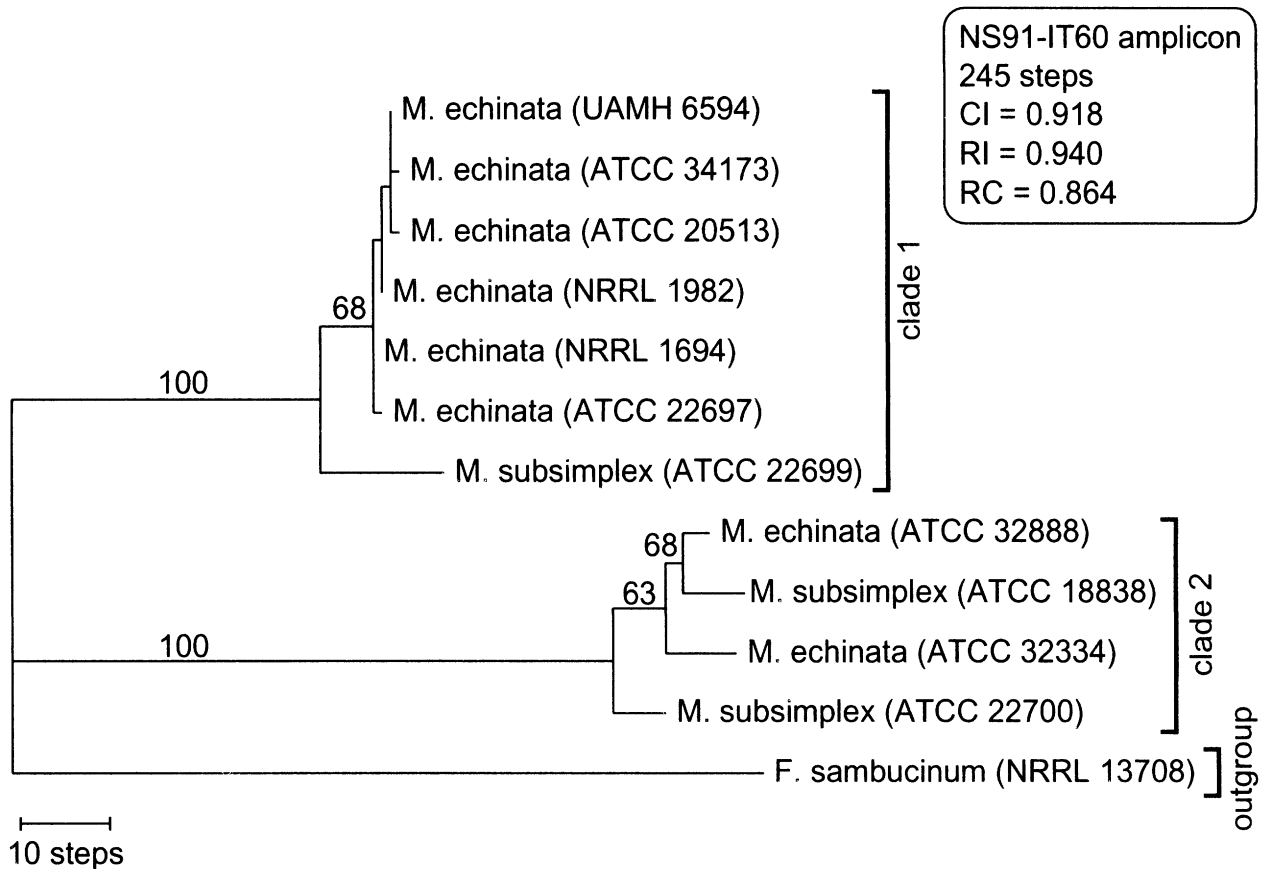 NS91-IT60 amplicon
245 steps
CI = 0.918
RI = 0.940
RC = 0.864
M. echinata (UAMH 6594)
M. echinata (ATCC 34173)
M. echinata (ATCC 20513)
M. echinata (NRRL 1982)
68
M. echinata (NRRL 1694)
100
M. echinata (ATCC 22697)
M. subsimplex (ATCC 22699)
clade 1
M. echinata (ATCC 32888)
68
M. subsimplex (ATCC 18838)
63
100
M. echinata (ATCC 32334)
M. subsimplex (ATCC 22700)
clade 2
F. sambucinum (NRRL 13708)
outgroup
10 steps